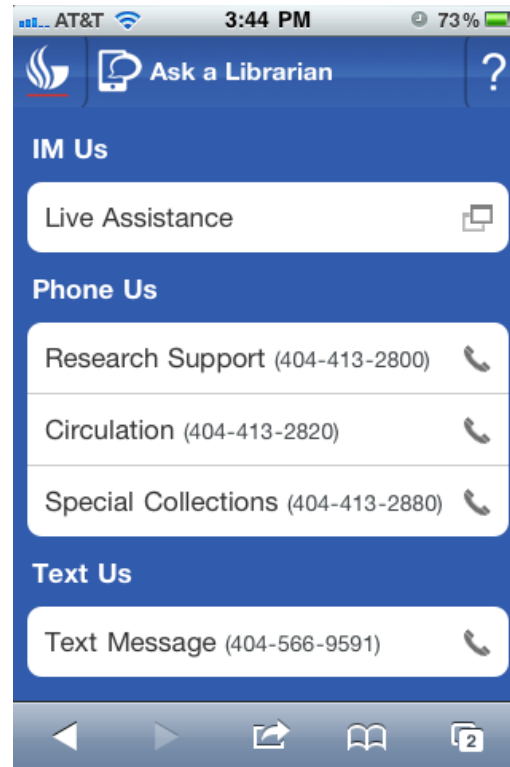 AT&T 3:44 PM 73%
Ask a Librarian ?
IM Us
Live Assistance
Phone Us
Research Support (404-413-2800)
Circulation (404-413-2820)
Special Collections (404-413-2880)
Text Us
Text Message (404-566-9591)
2